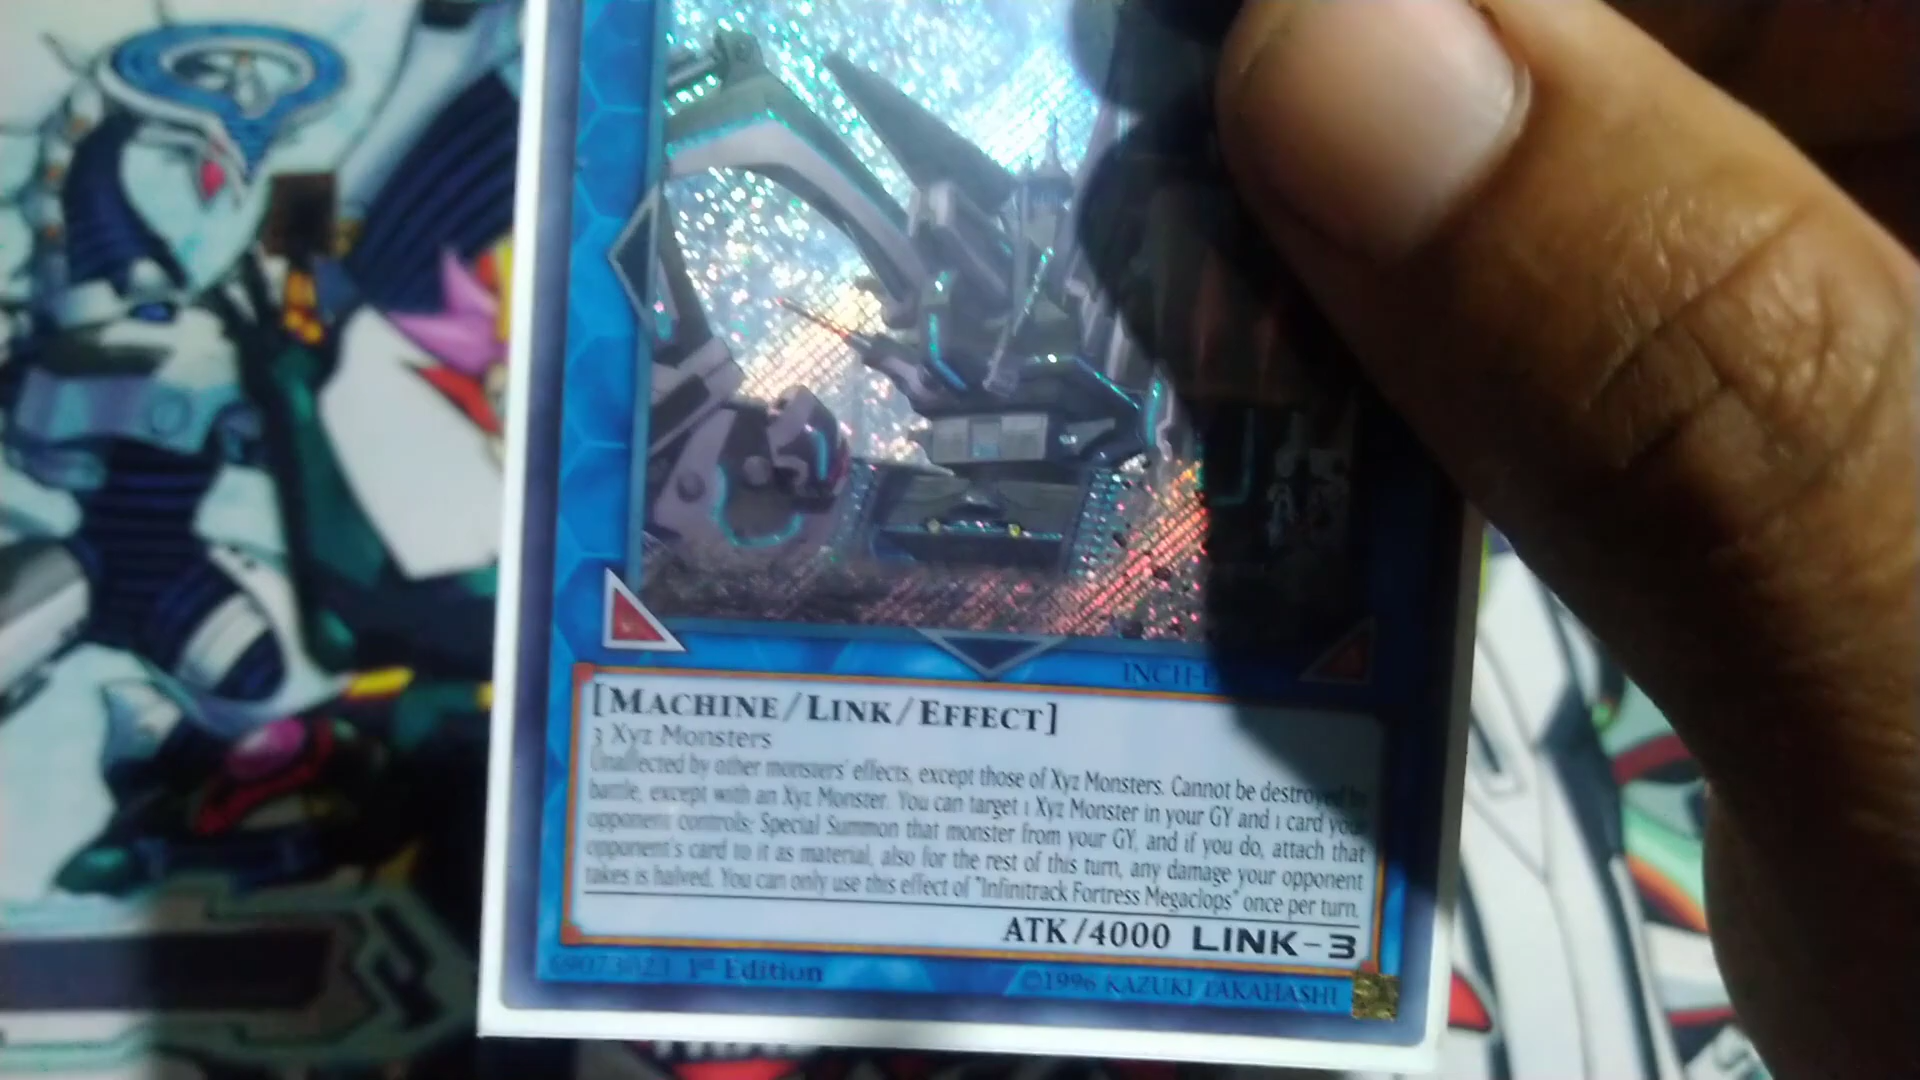 INCH-
[MACHINE/LINK/EFFECT]
3 Xyz Monsters
Unaffected by other monsters' effects, except those of Xyz Monsters. Cannot be destroyed by
battle, except with an Xyz Monster. You can target 1 Xyz Monster in your GY and 1 card your
opponent controls; Special Summon that monster from your GY, and if you do, attach that
opponent's card to it as material, also for the rest of this turn, any damage your opponent
takes is halved. You can only use this effect of "Infinitrack Fortress Megaclops" once per turn.
ATK/4000 LINK-3
69073023 1st Edition ©1996 KAZUKI TAKAHASHI